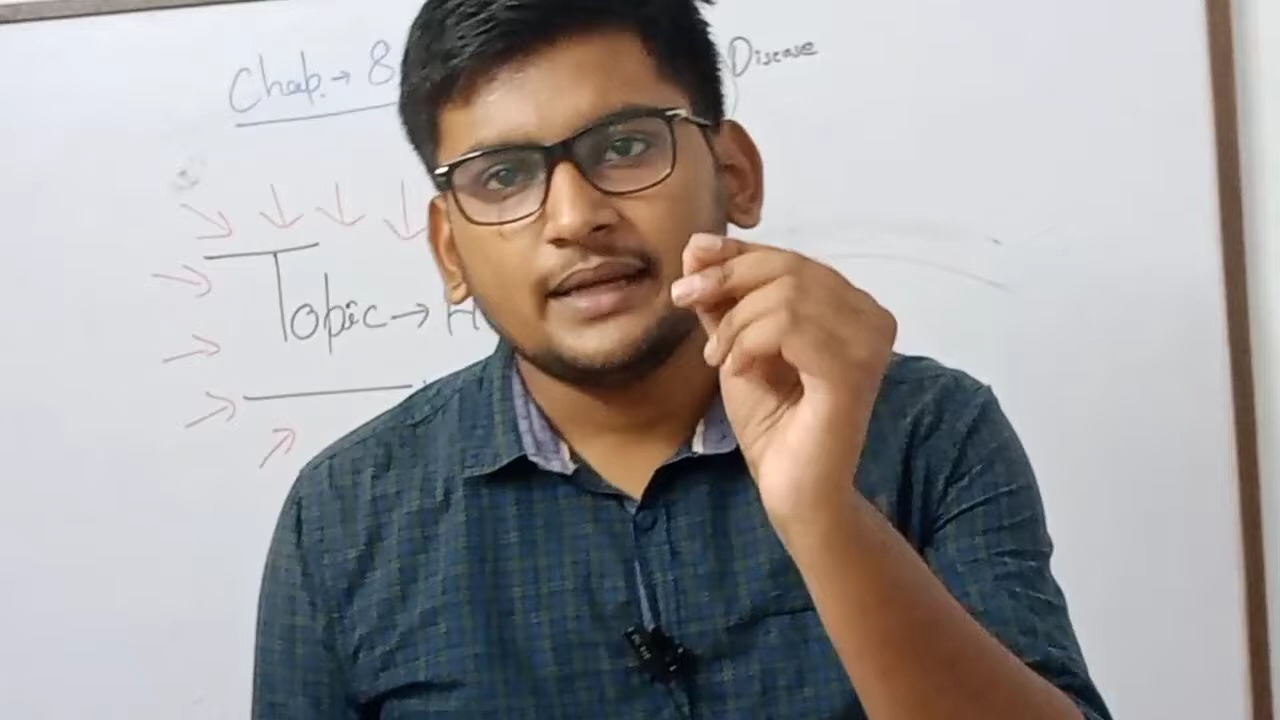 Chap. → 8 Disease
Topic → H